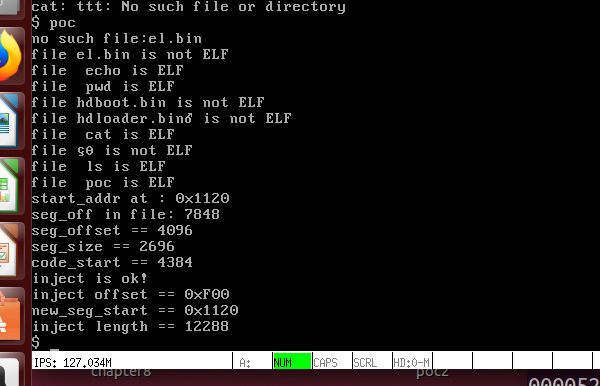 cat: ttt: No such file or directory
$ poc
no such file:el.bin
file el.bin is not ELF
file  echo is ELF
file  pwd is ELF
file hdboot.bin is not ELF
file hdloader.bin♂ is not ELF
file  cat is ELF
file is not ELF
file  ls is ELF
file  poc is ELF
start_addr at : 0x1120
seg_off in file: 7848
seg_offset == 4096
seg_size == 2696
code_start == 4384
inject is ok!
inject offset == 0xF00
new_seg_start == 0x1120
inject length == 12288
$ _
IPS: 127.034M A: NUM CAPS SCRL HD:0-M
chapter8 poc2